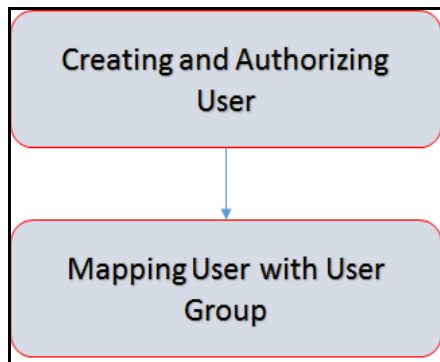 Creating and Authorizing
User
Mapping User with User
Group